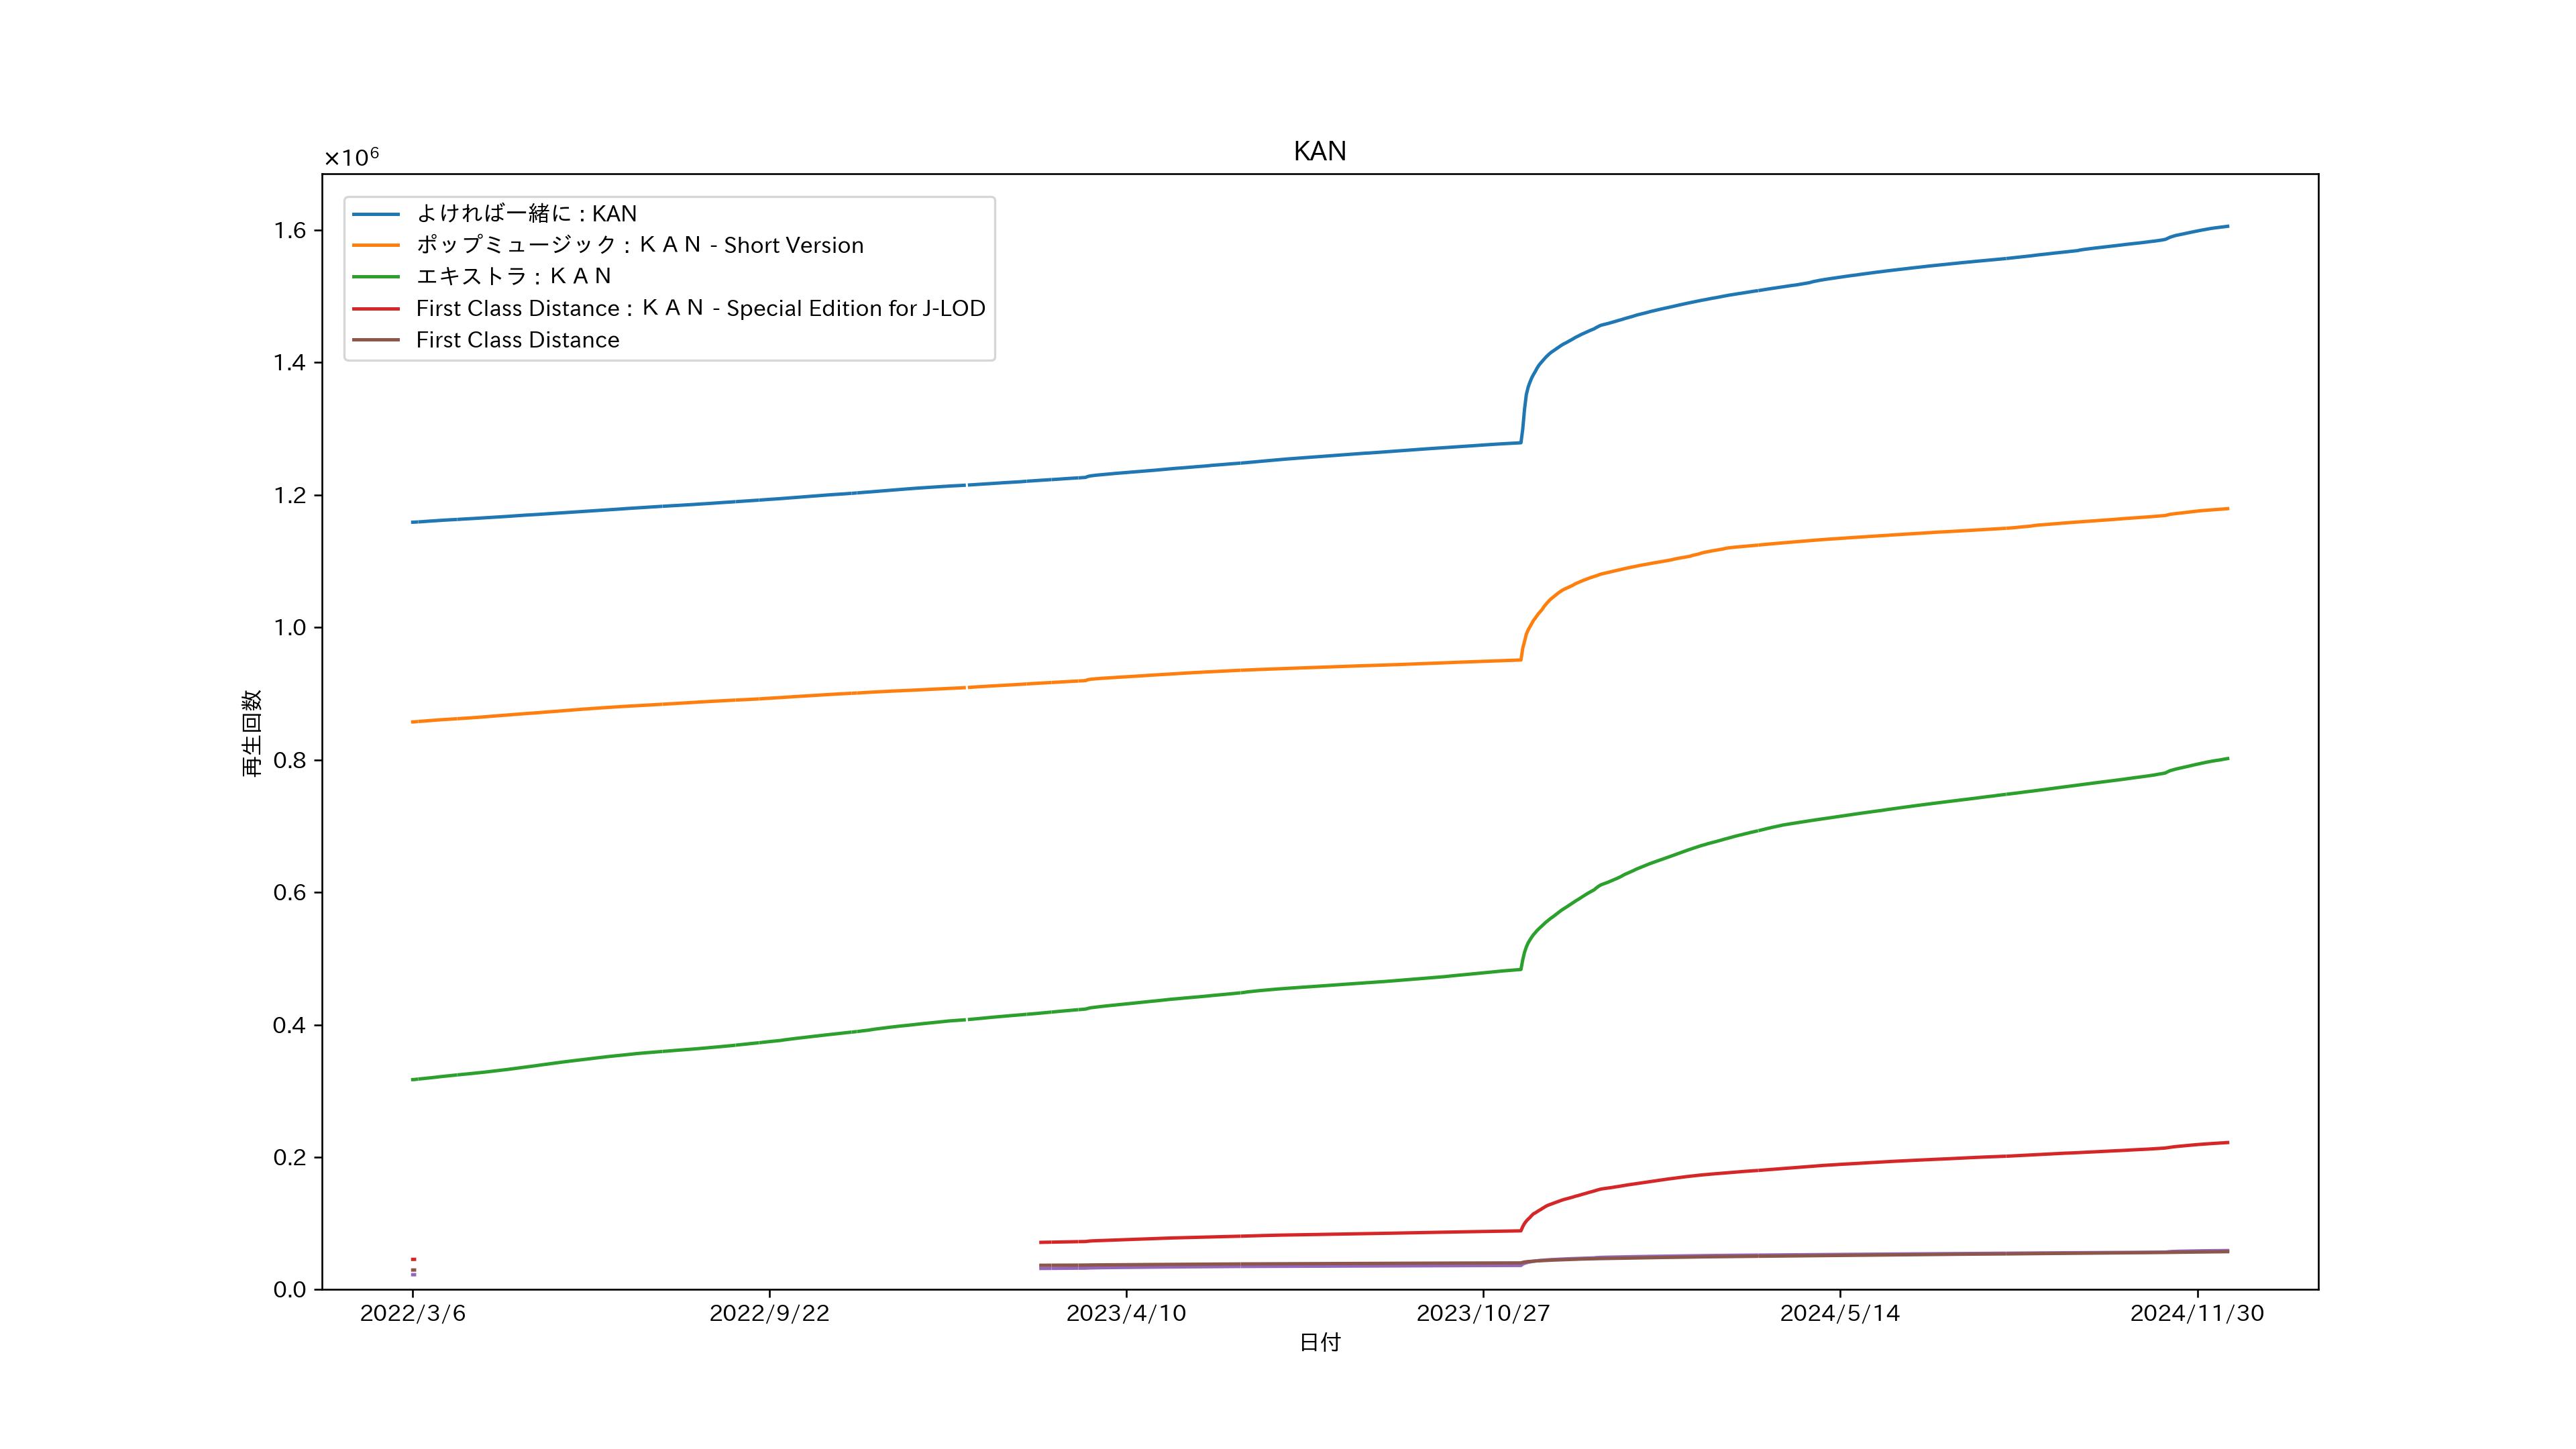 KAN
×10⁶
よければ一緒に : KAN
ポップミュージック : ＫＡＮ - Short Version
エキストラ : ＫＡＮ
First Class Distance : ＫＡＮ - Special Edition for J-LOD
First Class Distance
1.6
1.4
1.2
1.0
0.8
0.6
0.4
0.2
0.0
再生回数
2022/3/6
2022/9/22
2023/4/10
2023/10/27
2024/5/14
2024/11/30
日付